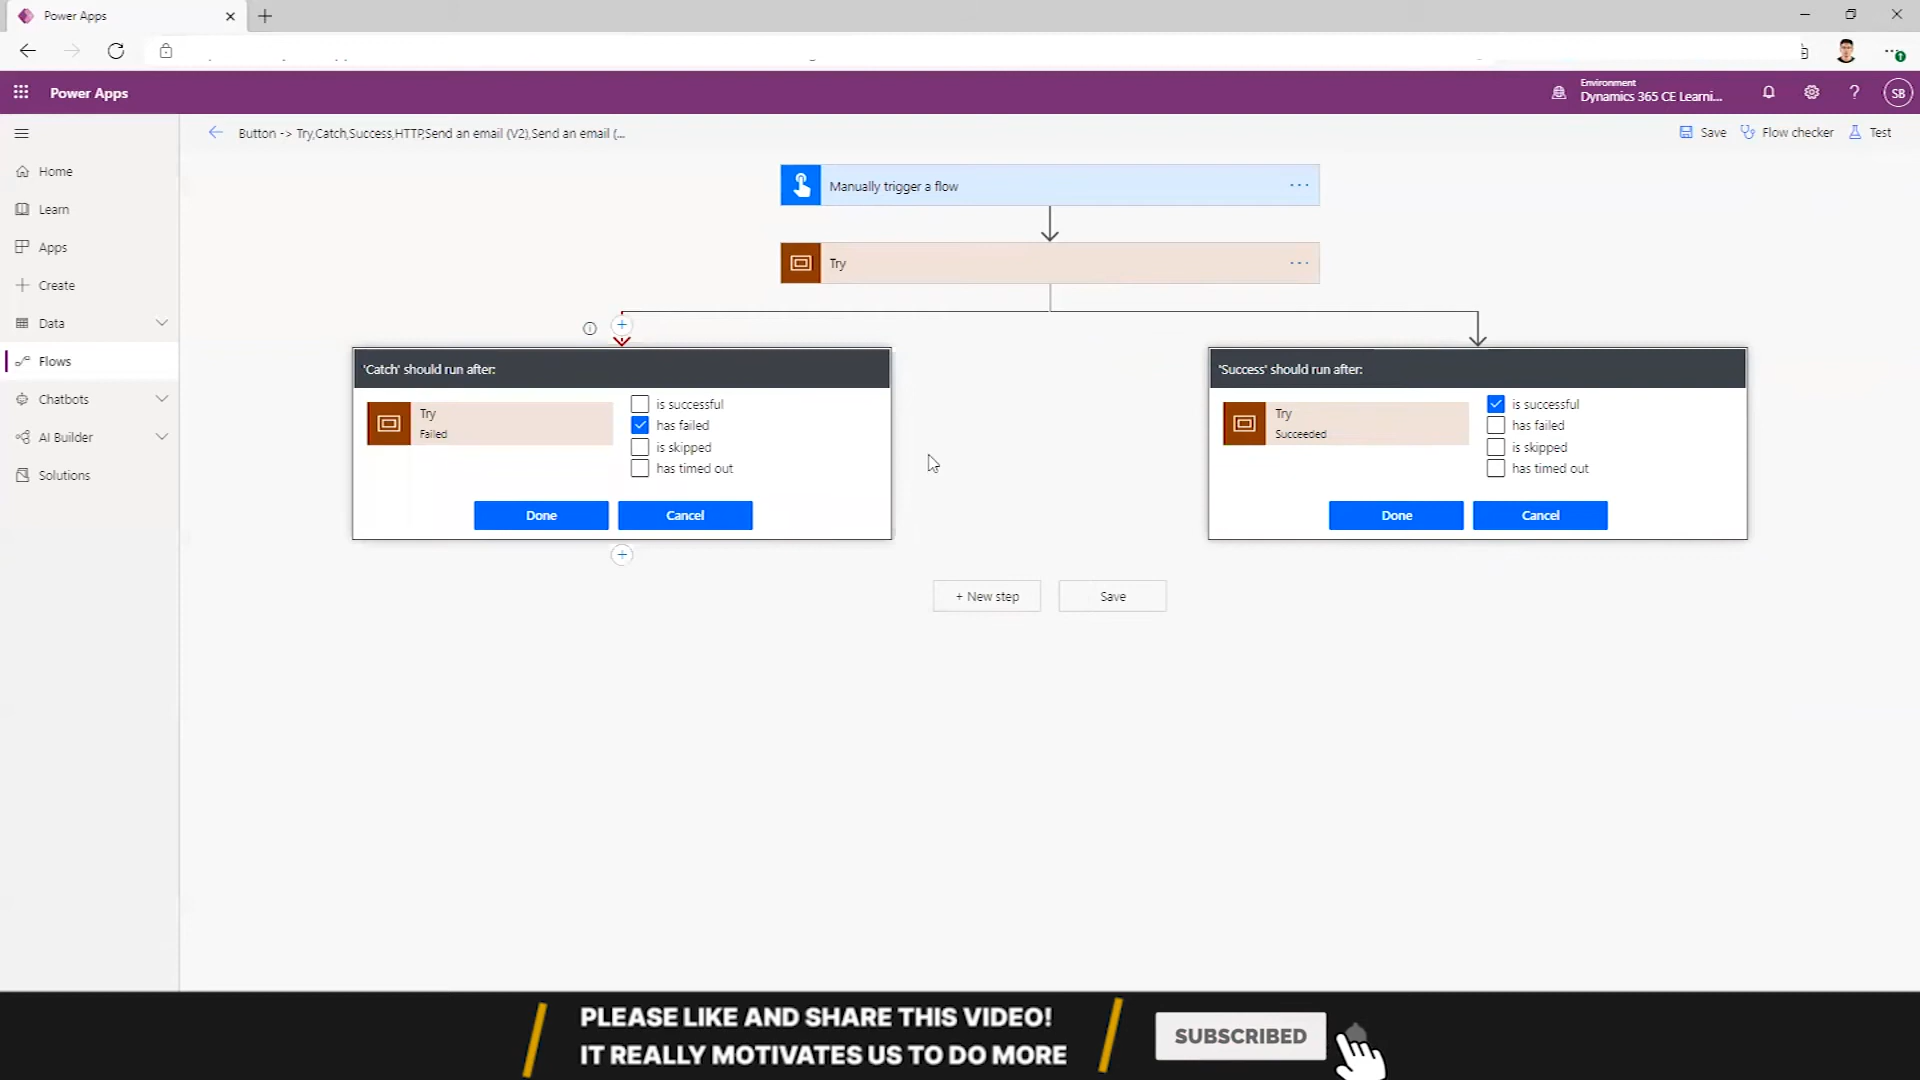 Power Apps
Power Apps
Environment
Dynamics 365 CE Learni...
SB
Button -> Try,Catch,Success,HTTP,Send an email (V2),Send an email (...
Save
Flow checker
Test
Home
Learn
Apps
Create
Data
Flows
Chatbots
AI Builder
Solutions
Manually trigger a flow
Try
'Catch' should run after:
Try
Failed
is successful
has failed
is skipped
has timed out
Done
Cancel
'Success' should run after:
Try
Succeeded
is successful
has failed
is skipped
has timed out
Done
Cancel
+ New step
Save
PLEASE LIKE AND SHARE THIS VIDEO!
IT REALLY MOTIVATES US TO DO MORE
SUBSCRIBED